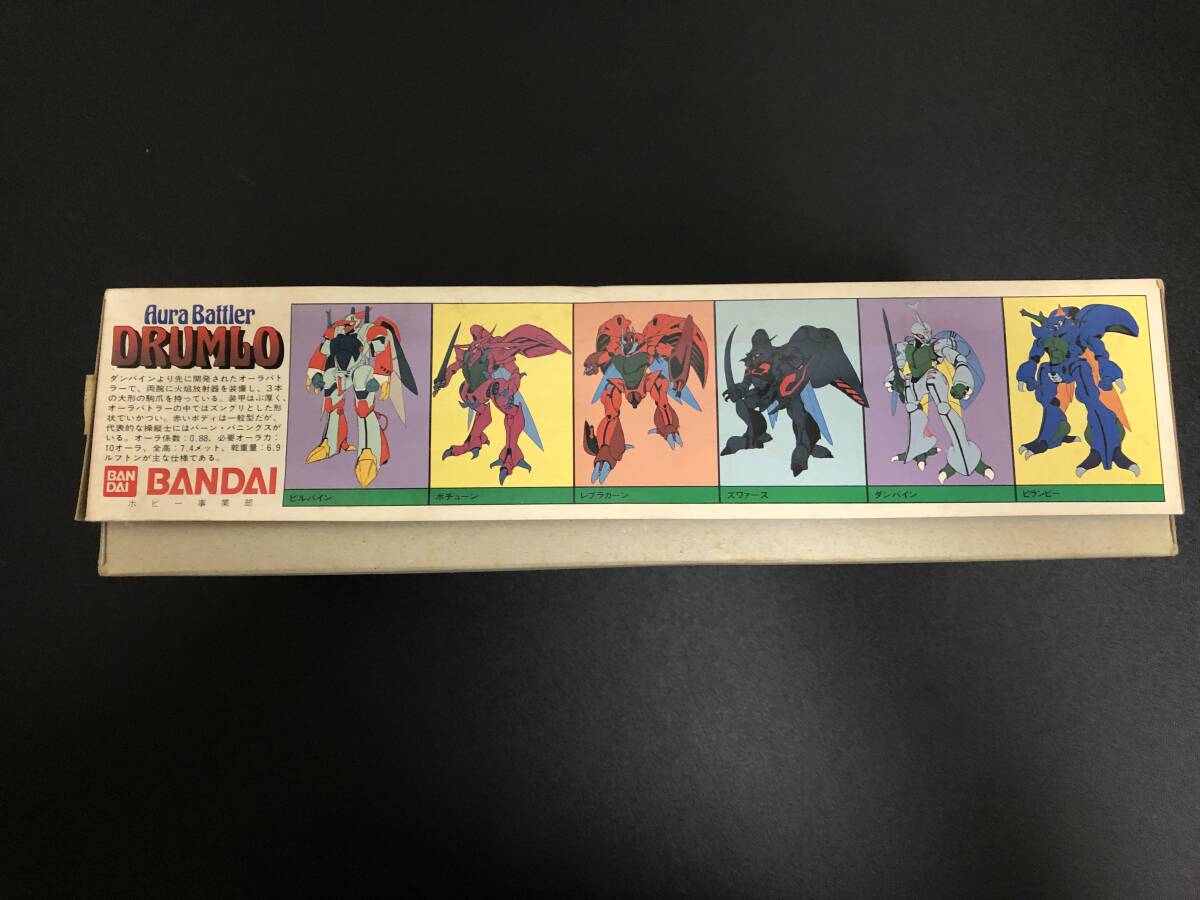 Aura Battler
DRUMLO
ダンバインより先に開発されたオーラバト
ラーで、両腕に火焰放射器を装備し、3本
の大形の駒爪を持っている。装甲はぶ厚く、
オーラバトラーの中ではズングリとした形
状でいかつい。赤いボディは一般型だが、
代表的な操縦士にはバーン・バニングスが
いる。オーラ係数：0.88、必要オーラ力：
10オーラ、全高：7.4メット、乾重量：6.9
ルフトンが主な仕様である。
BAN
DAI
BANDAI
ホビー事業部
ビルバイン
ボチューン
レプラカーン
ズワァース
ダンバイン
ビランビー